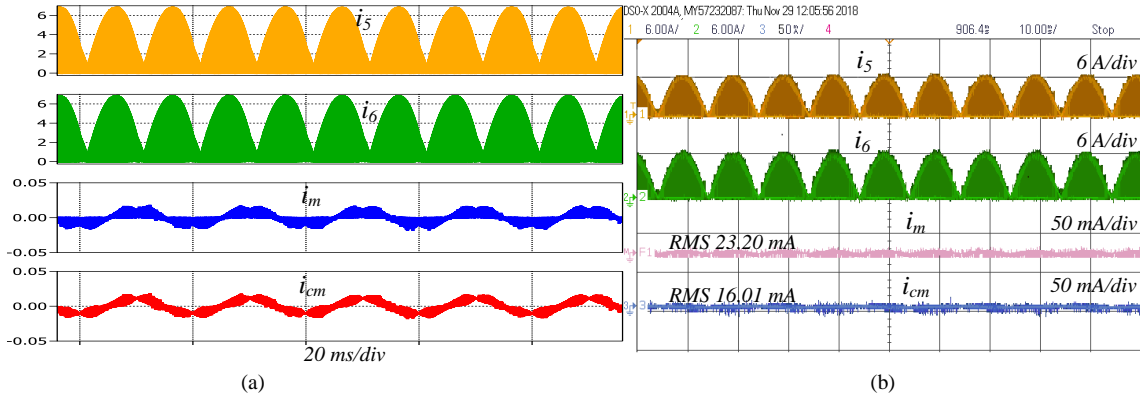 6
4
2
0
i5
6
4
2
0
i6
0.05
0.00
-0.05
im
0.05
0.00
-0.05
icm
20 ms/div
(a)
DSO-X 2004A, MY57232087: Thu Nov 29 12:05:56 2018
1 6.00A/ 2 6.00A/ 3 50%/ 4 906.4 10.00 / Stop
i5 6 A/div
1
i6 6 A/div
2
im 50 mA/div
RMS 23.20 mA
RMS 16.01 mA icm 50 mA/div
3
(b)